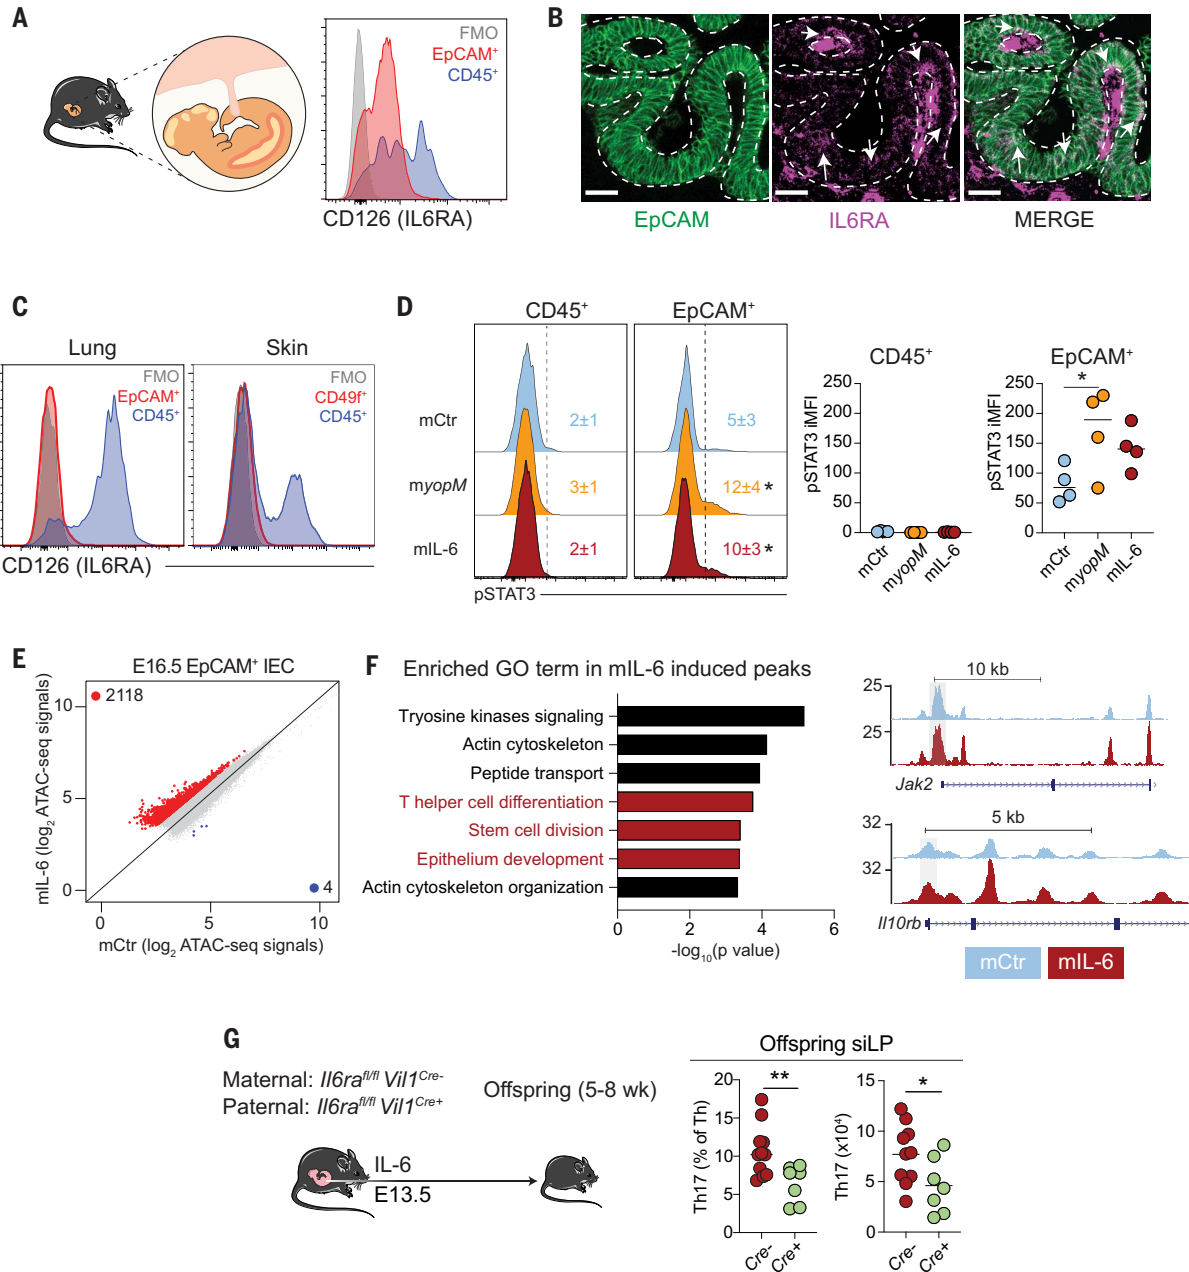 A
FMO
EpCAM⁺
CD45⁺
CD126 (IL6RA)
B
EpCAM
IL6RA
MERGE
C
Lung
Skin
FMO
EpCAM⁺
CD45⁺
FMO
CD49f⁺
CD45⁺
CD126 (IL6RA)
D
CD45⁺
EpCAM⁺
mCtr
2±1
5±3
myopM
3±1
12±4 *
mIL-6
2±1
10±3 *
pSTAT3
CD45⁺
pSTAT3 iMFI
250
200
150
100
50
0
mCtr
myopM
mIL-6
EpCAM⁺
*
pSTAT3 iMFI
250
200
150
100
50
0
mCtr
myopM
mIL-6
E
E16.5 EpCAM⁺ IEC
2118
4
mIL-6 (log₂ ATAC-seq signals)
10
5
0
0
5
10
mCtr (log₂ ATAC-seq signals)
F
Enriched GO term in mIL-6 induced peaks
Tryosine kinases signaling
Actin cytoskeleton
Peptide transport
T helper cell differentiation
Stem cell division
Epithelium development
Actin cytoskeleton organization
0
2
4
6
-log₁₀(p value)
10 kb
25
25
Jak2
5 kb
32
32
Il10rb
mCtr
mIL-6
G
Maternal: Il6ra^fl/fl Vil1^Cre-
Paternal: Il6ra^fl/fl Vil1^Cre+
Offspring (5-8 wk)
IL-6
E13.5
Offspring siLP
Th17 (% of Th)
20
15
10
5
0
**
Cre-
Cre+
Th17 (x10⁴)
15
10
5
0
*
Cre-
Cre+